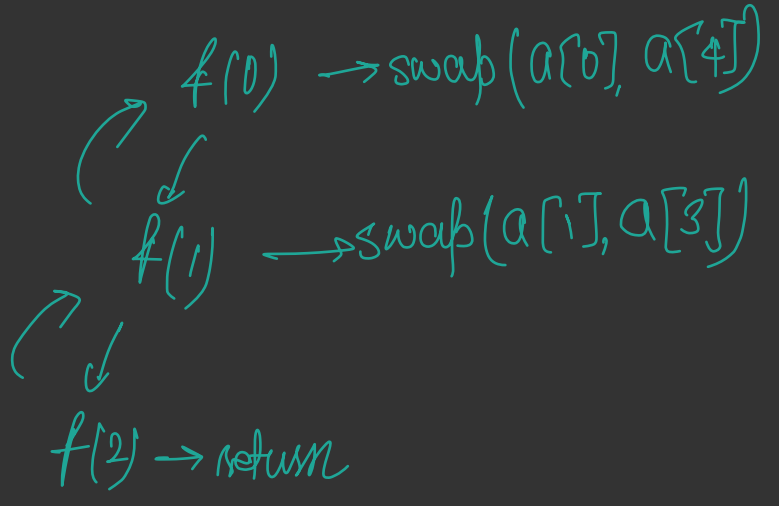 f(0) → swap(a[0], a[4])
f(1) → swap(a[1], a[3])
f(2) → return